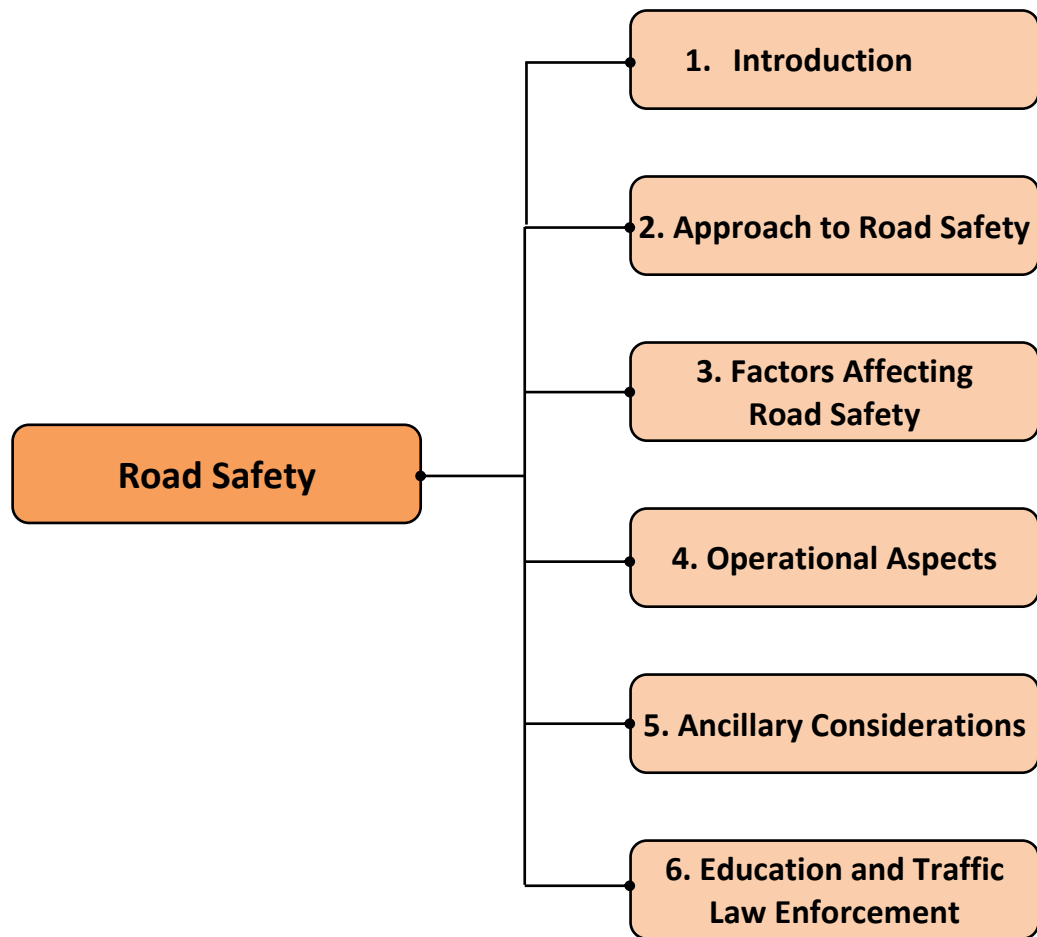 1. Introduction
2. Approach to Road Safety
3. Factors Affecting
Road Safety
Road Safety
4. Operational Aspects
5. Ancillary Considerations
6. Education and Traffic
Law Enforcement